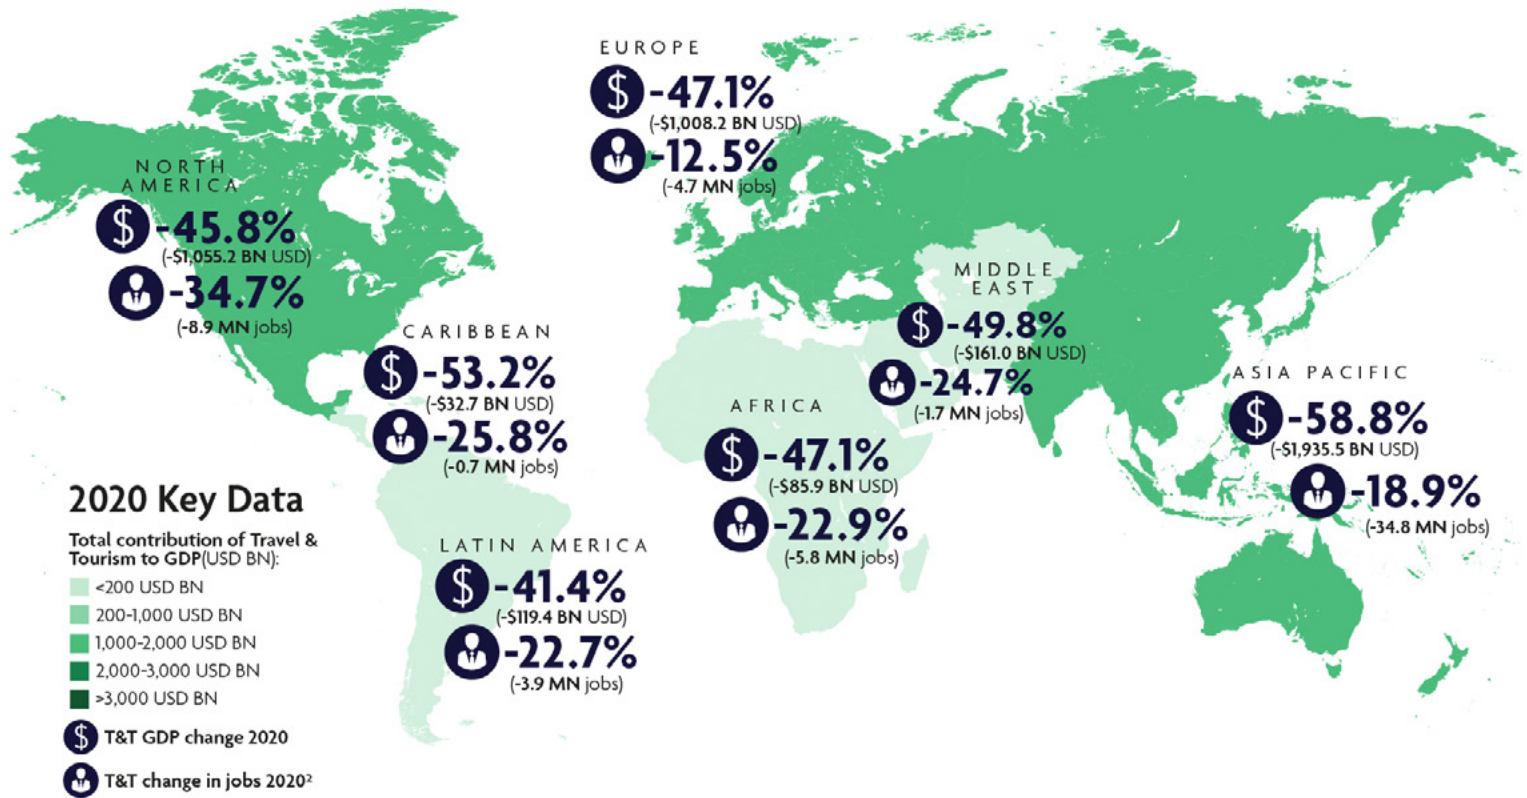 EUROPE
$ -47.1%
(-$1,008.2 BN USD)
-12.5%
(-4.7 MN jobs)
NORTH
AMERICA
$ -45.8%
(-$1,055.2 BN USD)
-34.7%
(-8.9 MN jobs)
CARIBBEAN
$ -53.2%
(-$32.7 BN USD)
-25.8%
(-0.7 MN jobs)
MIDDLE
EAST
$ -49.8%
(-$161.0 BN USD)
-24.7%
(-1.7 MN jobs)
AFRICA
$ -47.1%
(-$85.9 BN USD)
-22.9%
(-5.8 MN jobs)
ASIA PACIFIC
$ -58.8%
(-$1,935.5 BN USD)
-18.9%
(-34.8 MN jobs)
LATIN AMERICA
$ -41.4%
(-$119.4 BN USD)
-22.7%
(-3.9 MN jobs)
2020 Key Data
Total contribution of Travel &
Tourism to GDP(USD BN):
<200 USD BN
200-1,000 USD BN
1,000-2,000 USD BN
2,000-3,000 USD BN
>3,000 USD BN
$ T&T GDP change 2020
T&T change in jobs 2020²